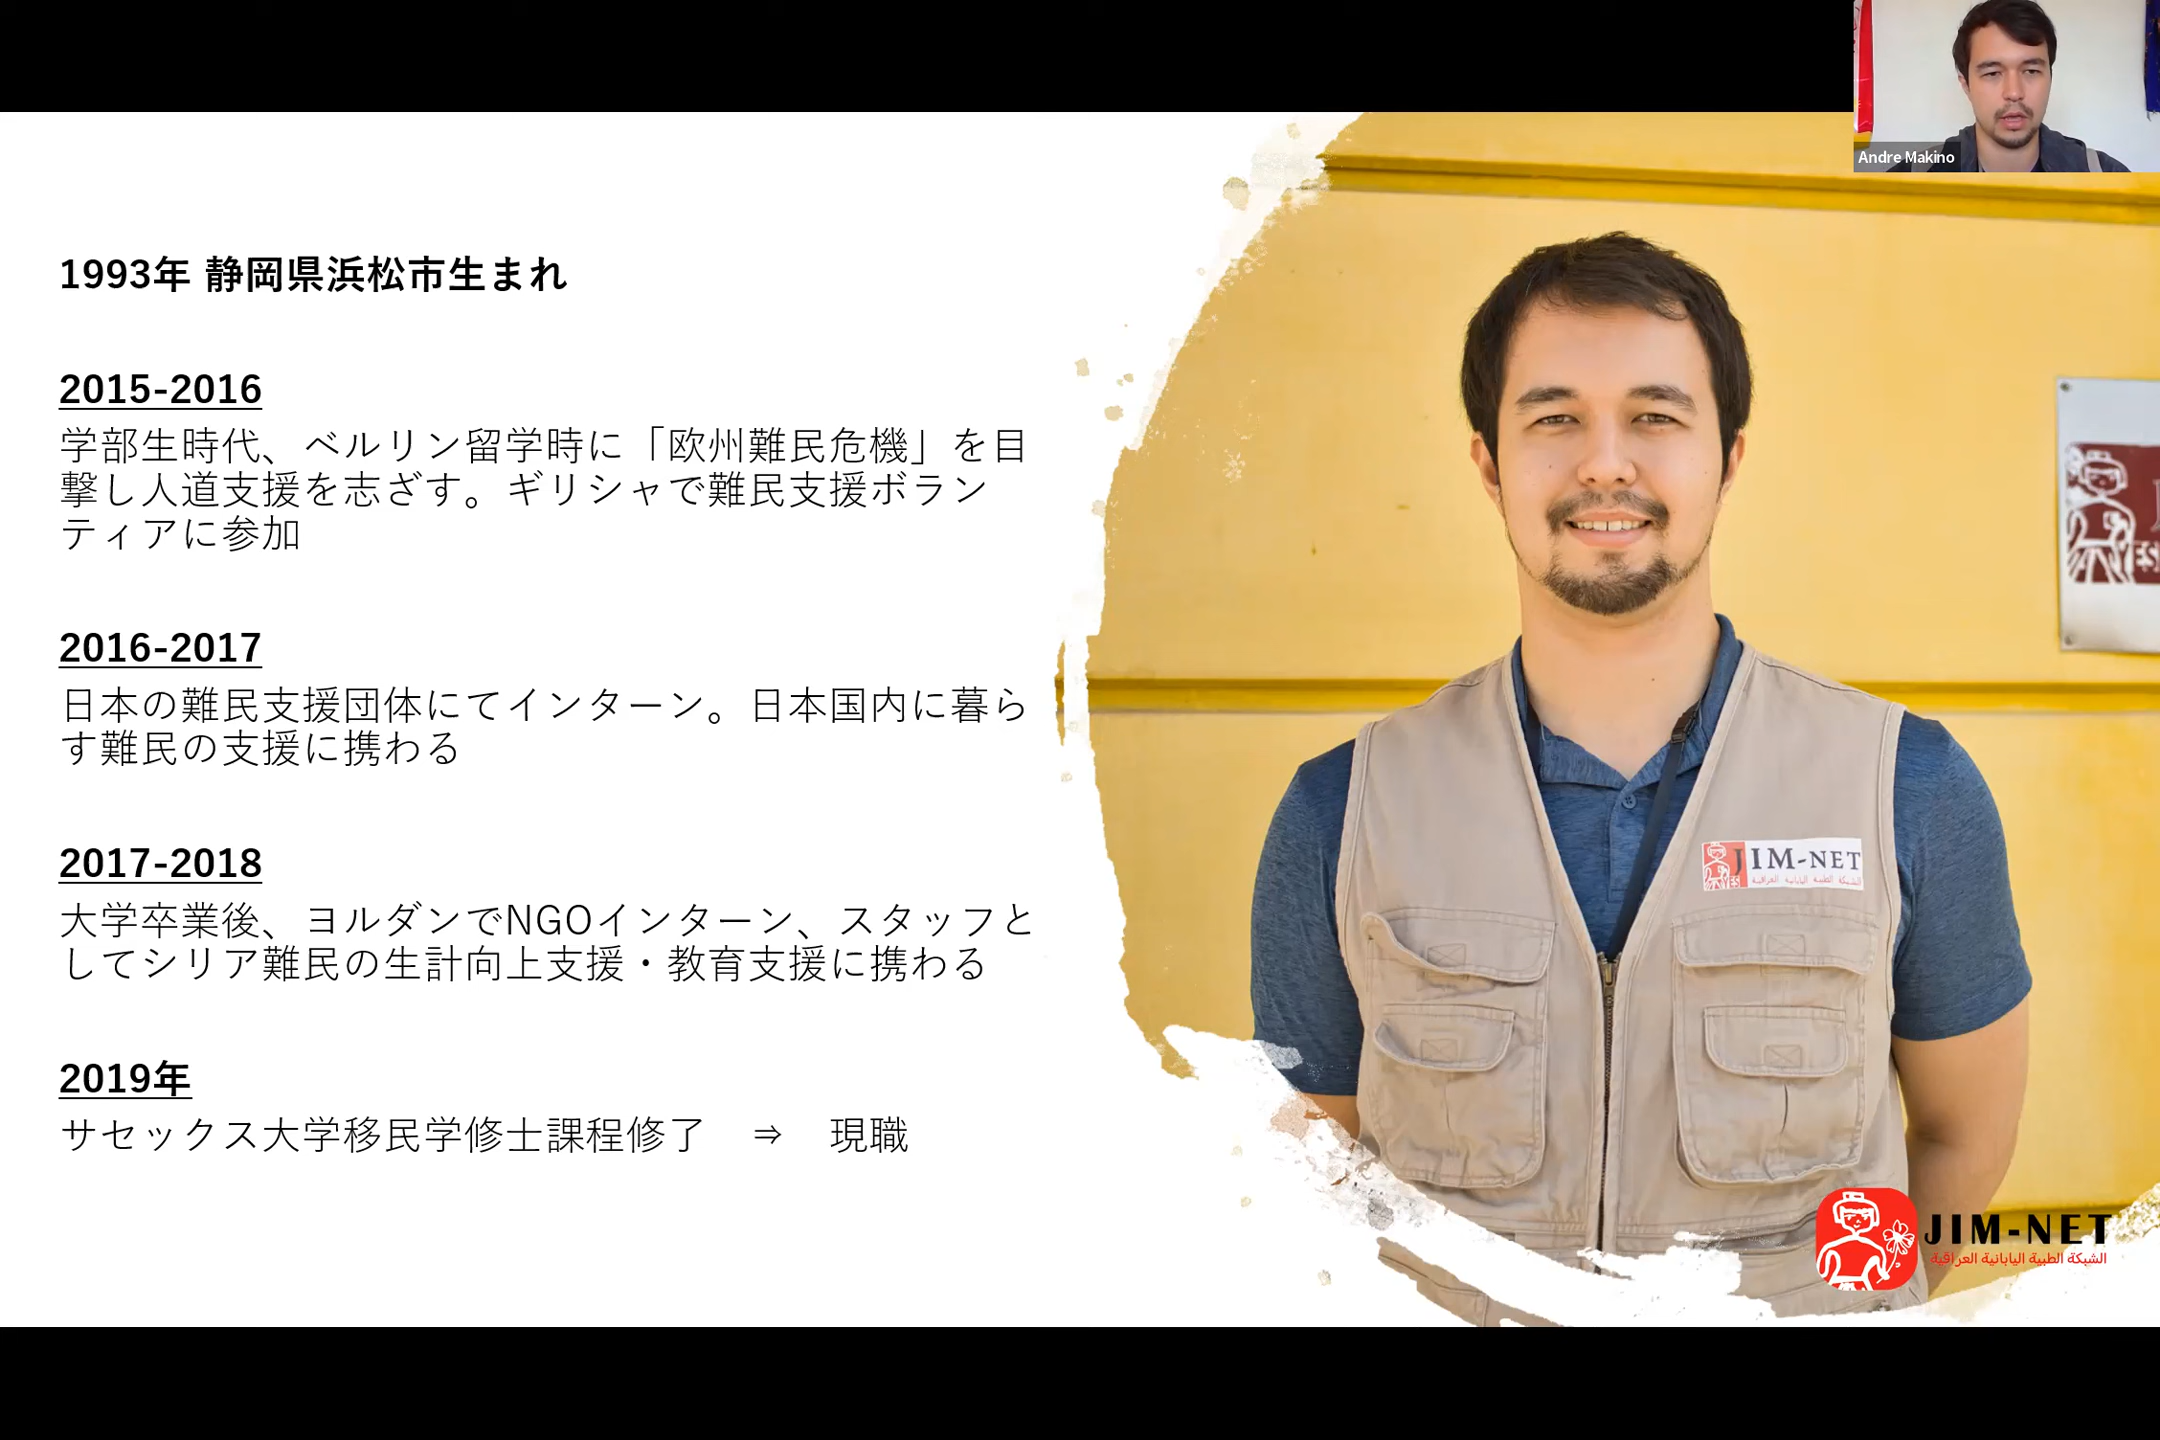 Andre Makino
1993年 静岡県浜松市生まれ
2015-2016
学部生時代、ベルリン留学時に「欧州難民危機」を目
撃し人道支援を志ざす。ギリシャで難民支援ボラン
ティアに参加
2016-2017
日本の難民支援団体にてインターン。日本国内に暮ら
す難民の支援に携わる
2017-2018
大学卒業後、ヨルダンでNGOインターン、スタッフと
してシリア難民の生計向上支援・教育支援に携わる
2019年
サセックス大学移民学修士課程修了　⇒　現職
JIM-NET
الشبكة الطبية اليابانية العراقية
JIM-NET
الشبكة الطبية اليابانية العراقية